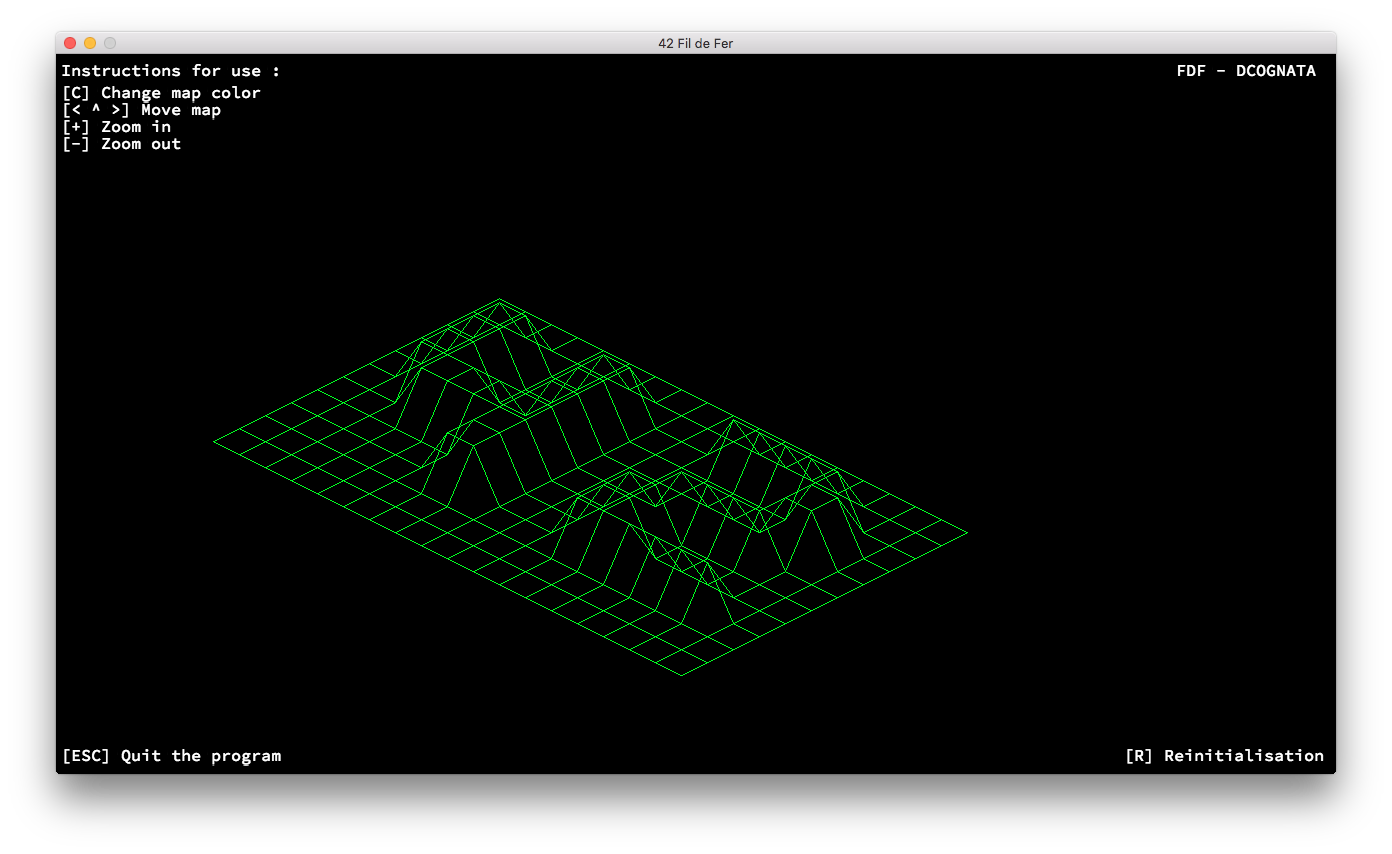 42 Fil de Fer
Instructions for use :
FDF - DCOGNATA
[C] Change map color
[< ^ >] Move map
[+] Zoom in
[-] Zoom out
[ESC] Quit the program
[R] Reinitialisation